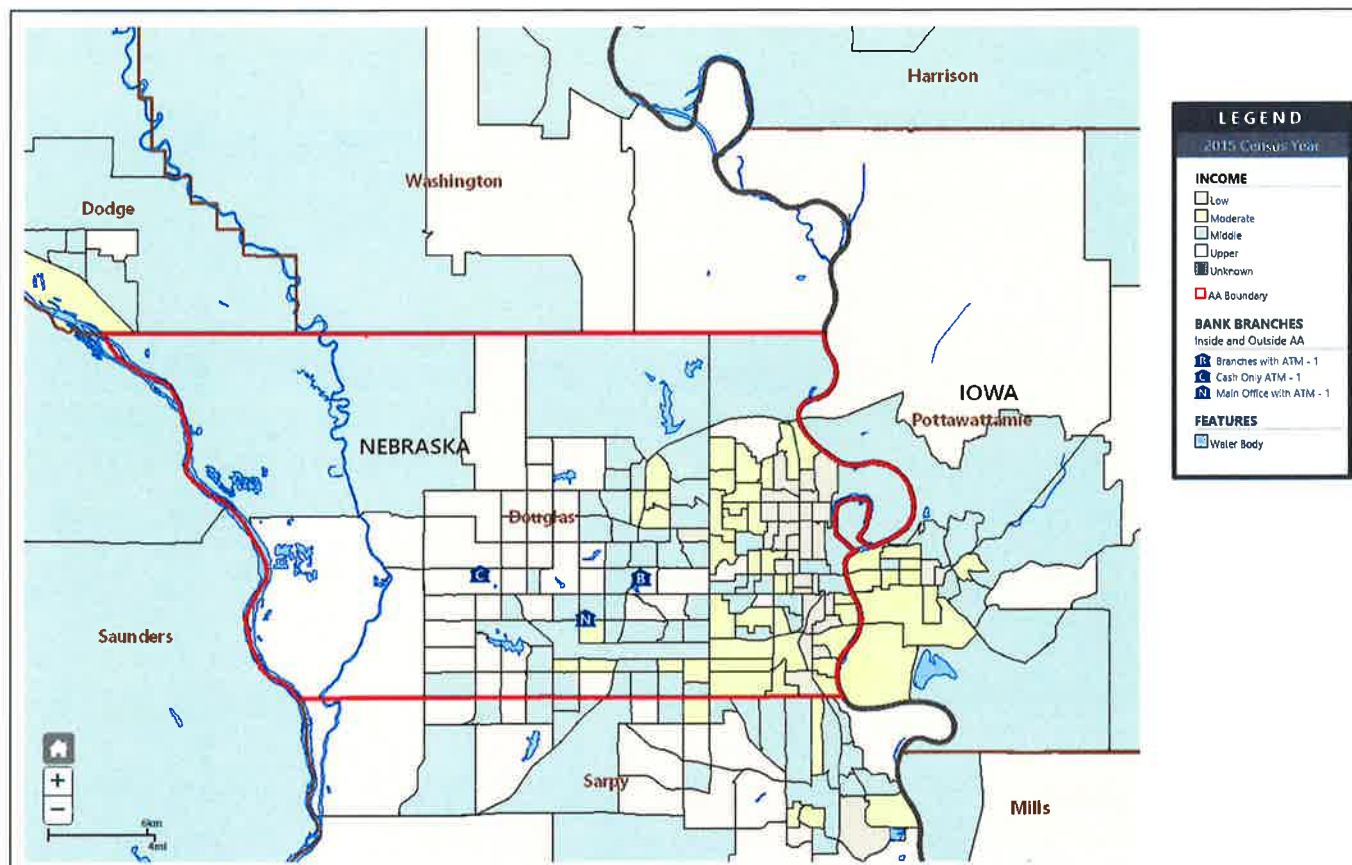 Harrison
Washington
Dodge
IOWA
Pottawattamie
NEBRASKA
Douglas
C
B
N
Saunders
Sarpy
Mills
+
−
6km
4mi
LEGEND
2015 Census Year
INCOME
Low
Moderate
Middle
Upper
Unknown
AA Boundary
BANK BRANCHES
Inside and Outside AA
B Branches with ATM - 1
C Cash Only ATM - 1
N Main Office with ATM - 1
FEATURES
Water Body